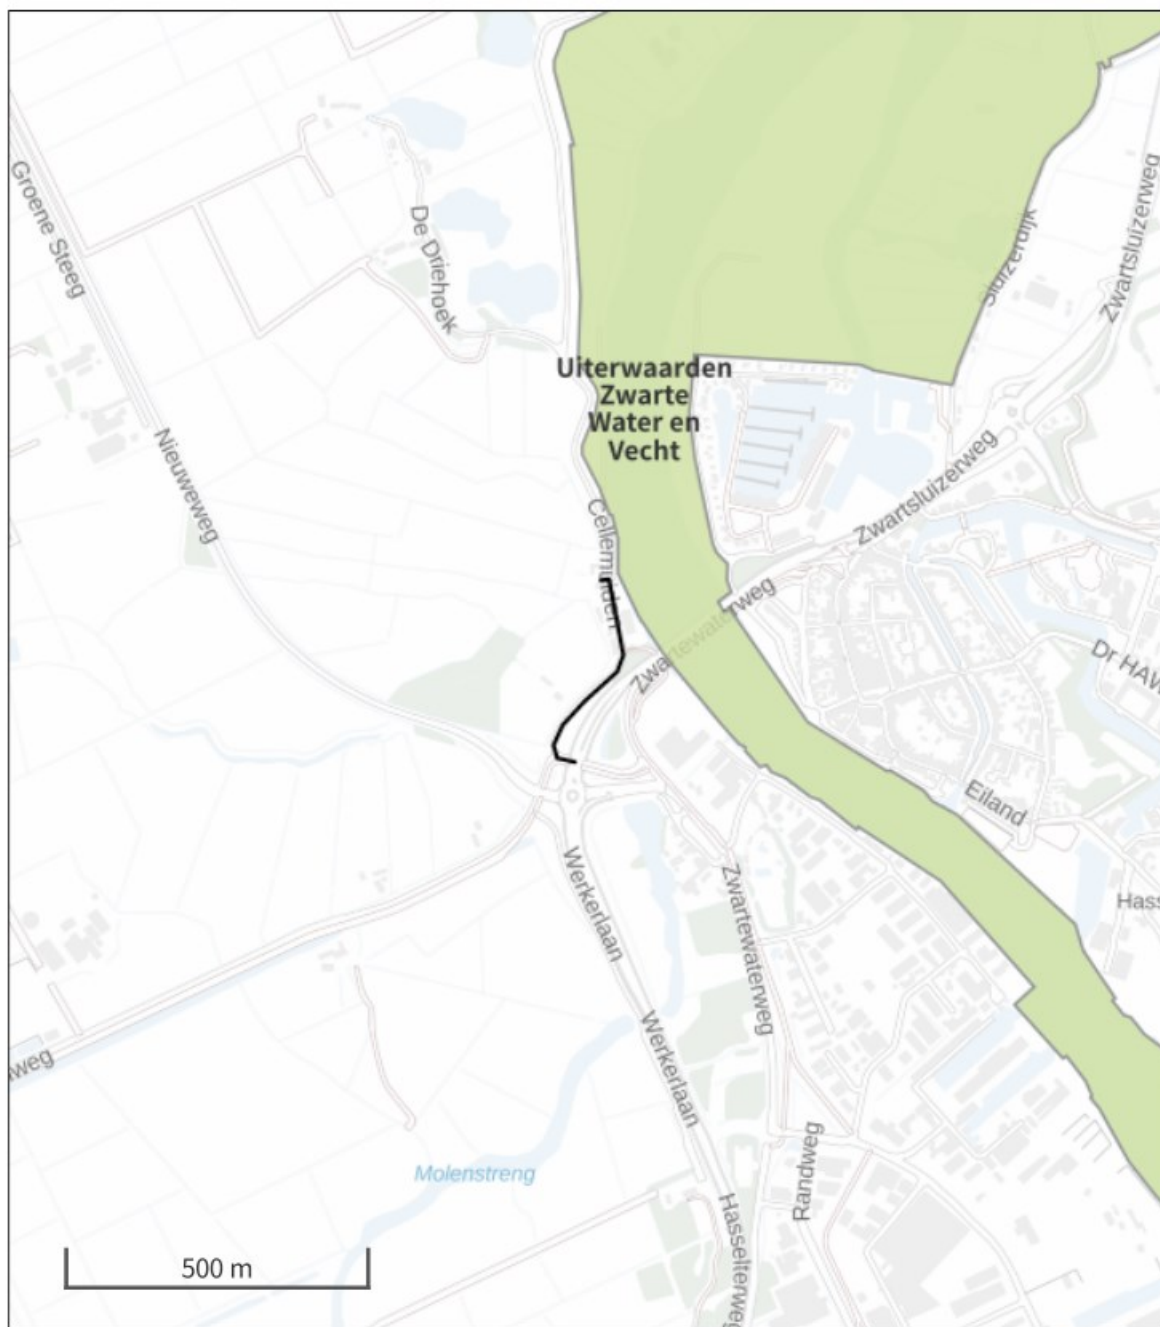 Groene Steeg
De Driehoek
Sluizerdijk
Zwartsluizerweg
Uiterwaarden
Zwarte
Water en
Vecht
Nieuweweg
Zwartsluizerweg
Cellemuiden
Zwartewaterweg
Dr HAW
Eiland
Werkerlaan
Zwartewaterweg
Hass
Werkerlaan
weg
Molenstreng
Randweg
Hasselterweg
500 m